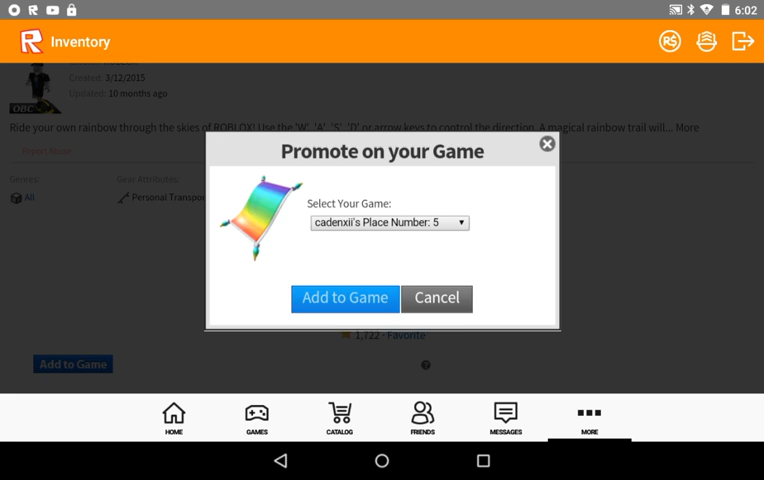 6:02
Inventory
Created: 3/12/2015
Updated: 10 months ago
OBC
Ride your own rainbow through the skies of ROBLOX! Use the 'W', 'A', 'S', 'D' or arrow keys to control the direction. A magical rainbow trail will... More
Report Abuse
Promote on your Game
Genres:
Gear Attributes:
All
Personal Transpo
Select Your Game:
cadenxii's Place Number: 5
Add to Game
Cancel
1,722 · Favorite
Add to Game
?
HOME
GAMES
CATALOG
FRIENDS
MESSAGES
MORE